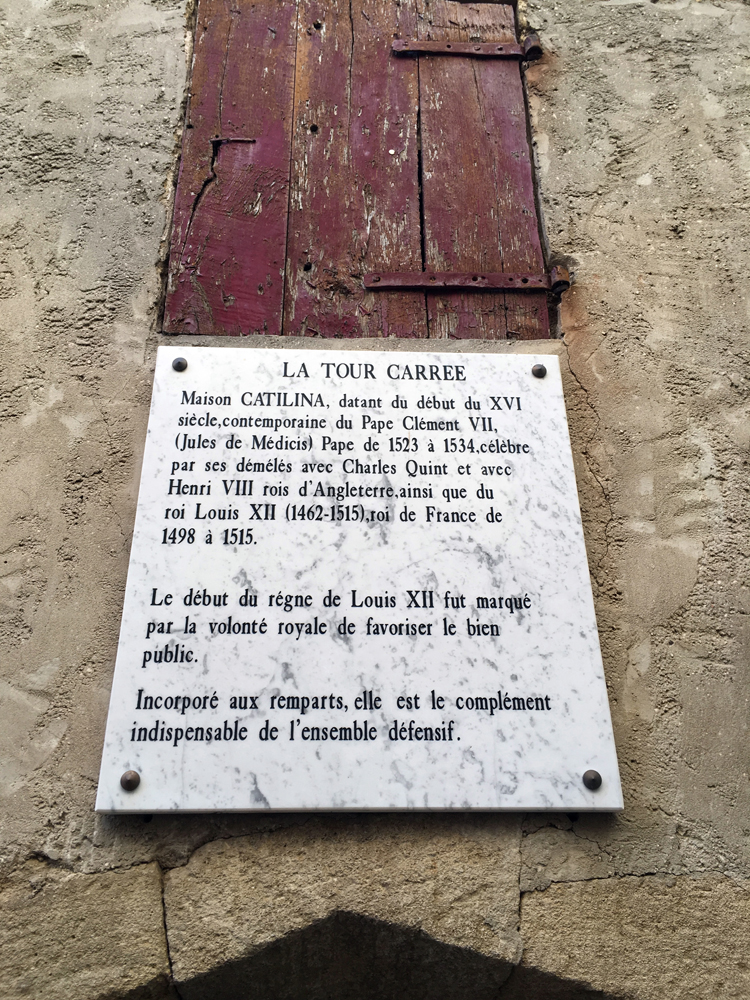 LA TOUR CARREE
Maison CATILINA, datant du début du XVI
siècle,contemporaine du Pape Clément VII,
(Jules de Médicis) Pape de 1523 à 1534,célèbre
par ses démélés avec Charles Quint et avec
Henri VIII rois d'Angleterre,ainsi que du
roi Louis XII (1462-1515),roi de France de
1498 à 1515.
Le début du régne de Louis XII fut marqué
par la volonté royale de favoriser le bien
public.
Incorporé aux remparts, elle est le complément
indispensable de l'ensemble défensif.